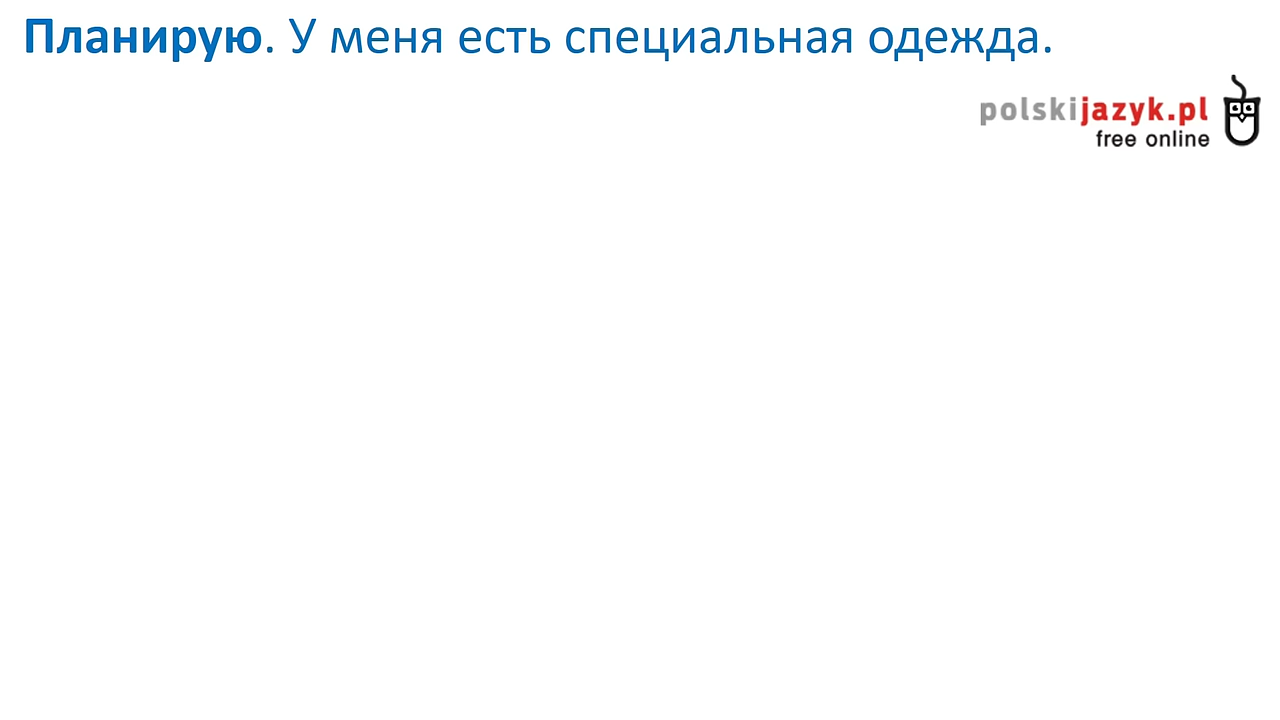 Планирую. У меня есть специальная одежда.
polskijazyk.pl
free online